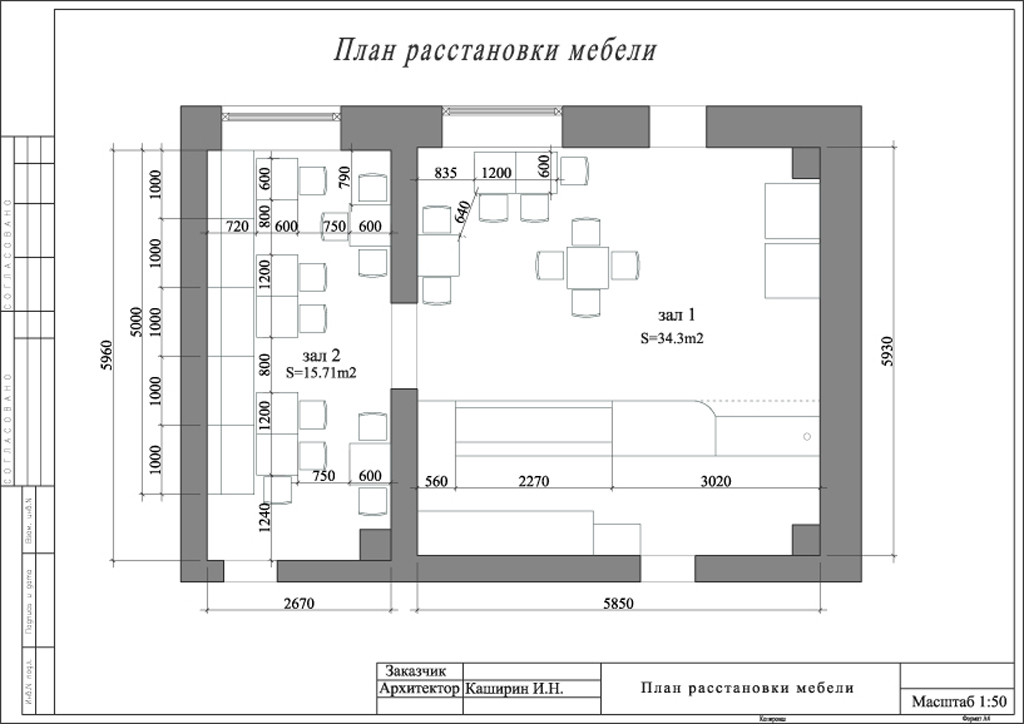 План расстановки мебели
600
790
835
1200
600
1000
800
720
600
750
600
640
1000
1200
зал 1
S=34.3m2
5000
1000
5960
5930
зал 2
S=15.71m2
800
1000
1200
1000
750
600
560
2270
3020
1240
2670
5850
СОГЛАСОВАНО
СОГЛАСОВАНО
Взам. инв.N
Подпись и дата
Инв.N подл.
Заказчик
Архитектор Каширин И.Н.
План расстановки мебели
Масштаб 1:50
Копировал
Формат А4